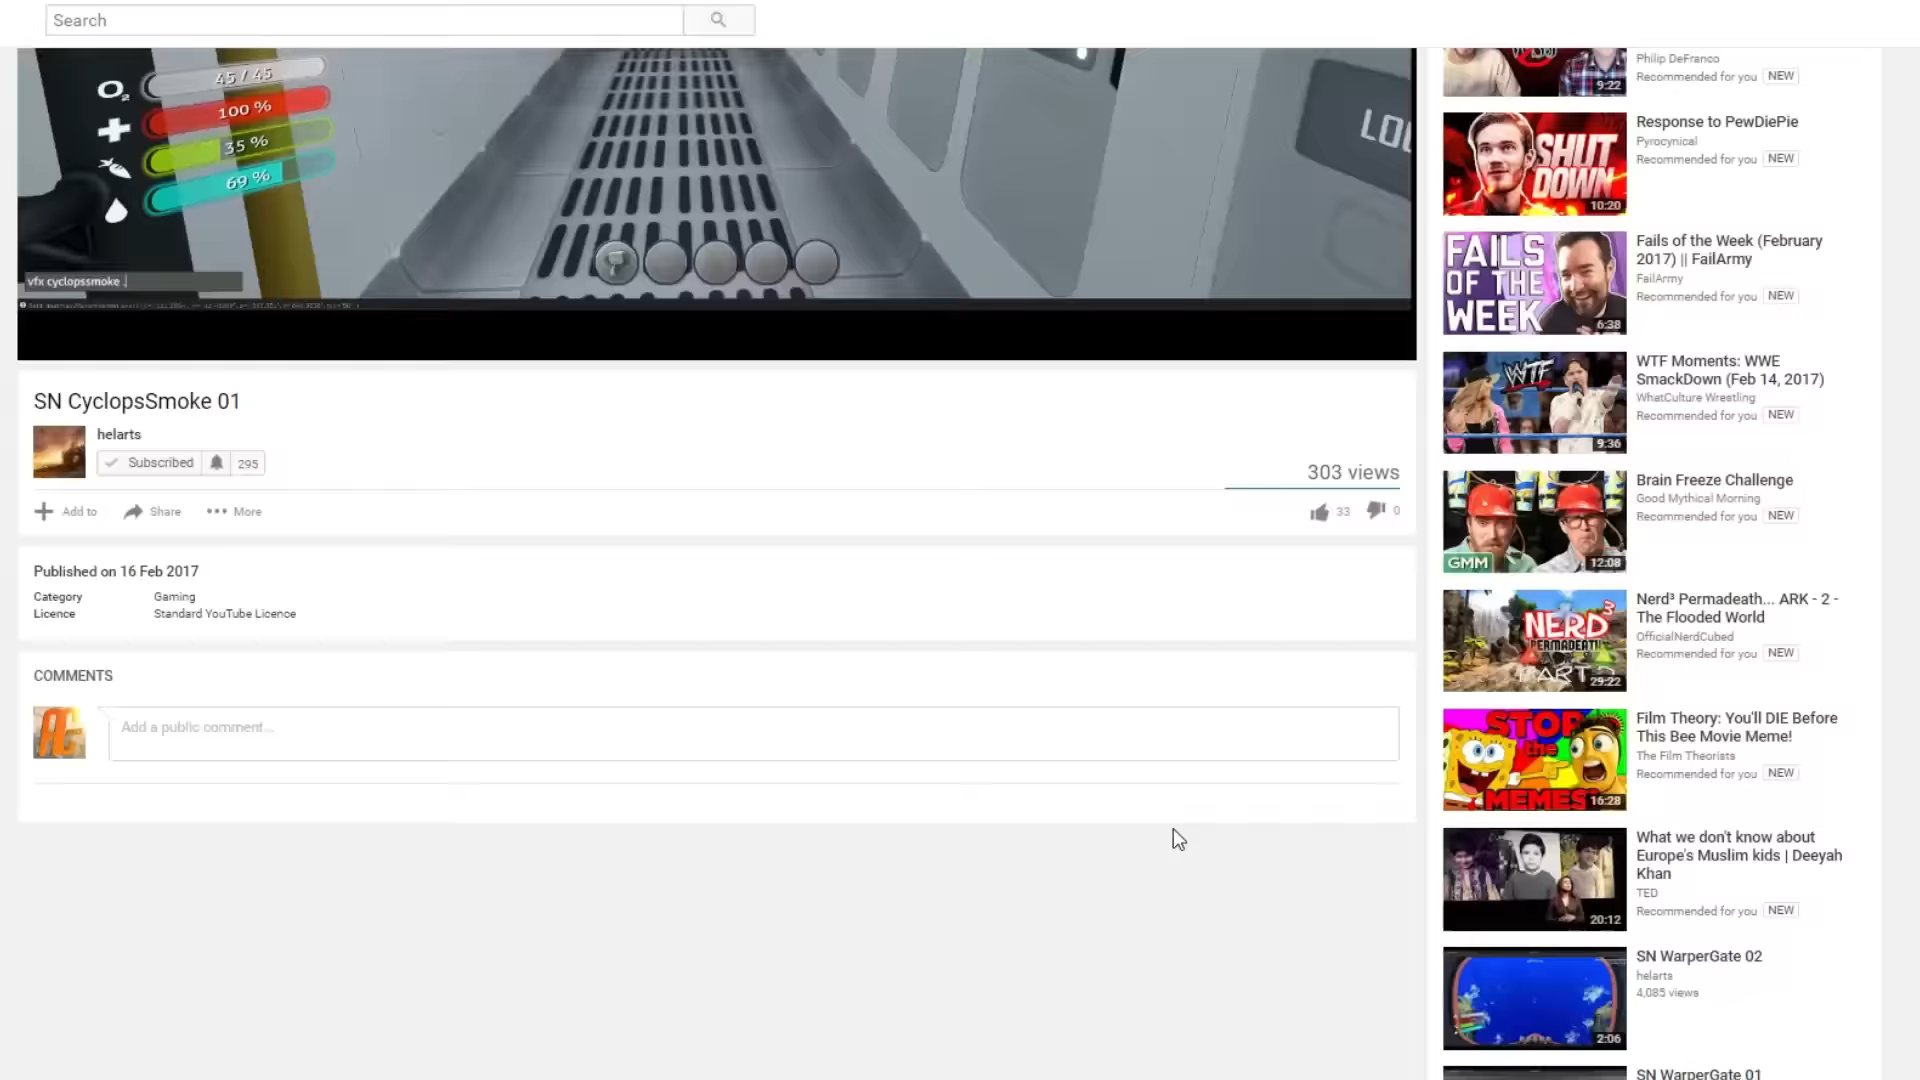 Search
45 / 45
O2
100 %
35 %
69 %
LO
vfx cyclopssmoke .
SN CyclopsSmoke 01
helarts
Subscribed
295
303 views
Add to
Share
More
33
0
Published on 16 Feb 2017
Category
Gaming
Licence
Standard YouTube Licence
COMMENTS
Add a public comment...
9:22
Philip DeFranco
Recommended for you NEW
SHUT
DOWN
10:20
Response to PewDiePie
Pyrocynical
Recommended for you NEW
FAILS
OF THE
WEEK
6:38
Fails of the Week (February
2017) || FailArmy
FailArmy
Recommended for you NEW
WTF
9:36
WTF Moments: WWE
SmackDown (Feb 14, 2017)
WhatCulture Wrestling
Recommended for you NEW
GMM
12:08
Brain Freeze Challenge
Good Mythical Morning
Recommended for you NEW
NERD3
PERMADEATH
PART
29:22
Nerd³ Permadeath... ARK - 2 -
The Flooded World
OfficialNerdCubed
Recommended for you NEW
STOP
the
MEMES
16:28
Film Theory: You'll DIE Before
This Bee Movie Meme!
The Film Theorists
Recommended for you NEW
20:12
What we don't know about
Europe's Muslim kids | Deeyah
Khan
TED
Recommended for you NEW
2:06
SN WarperGate 02
helarts
4,085 views
SN WarperGate 01